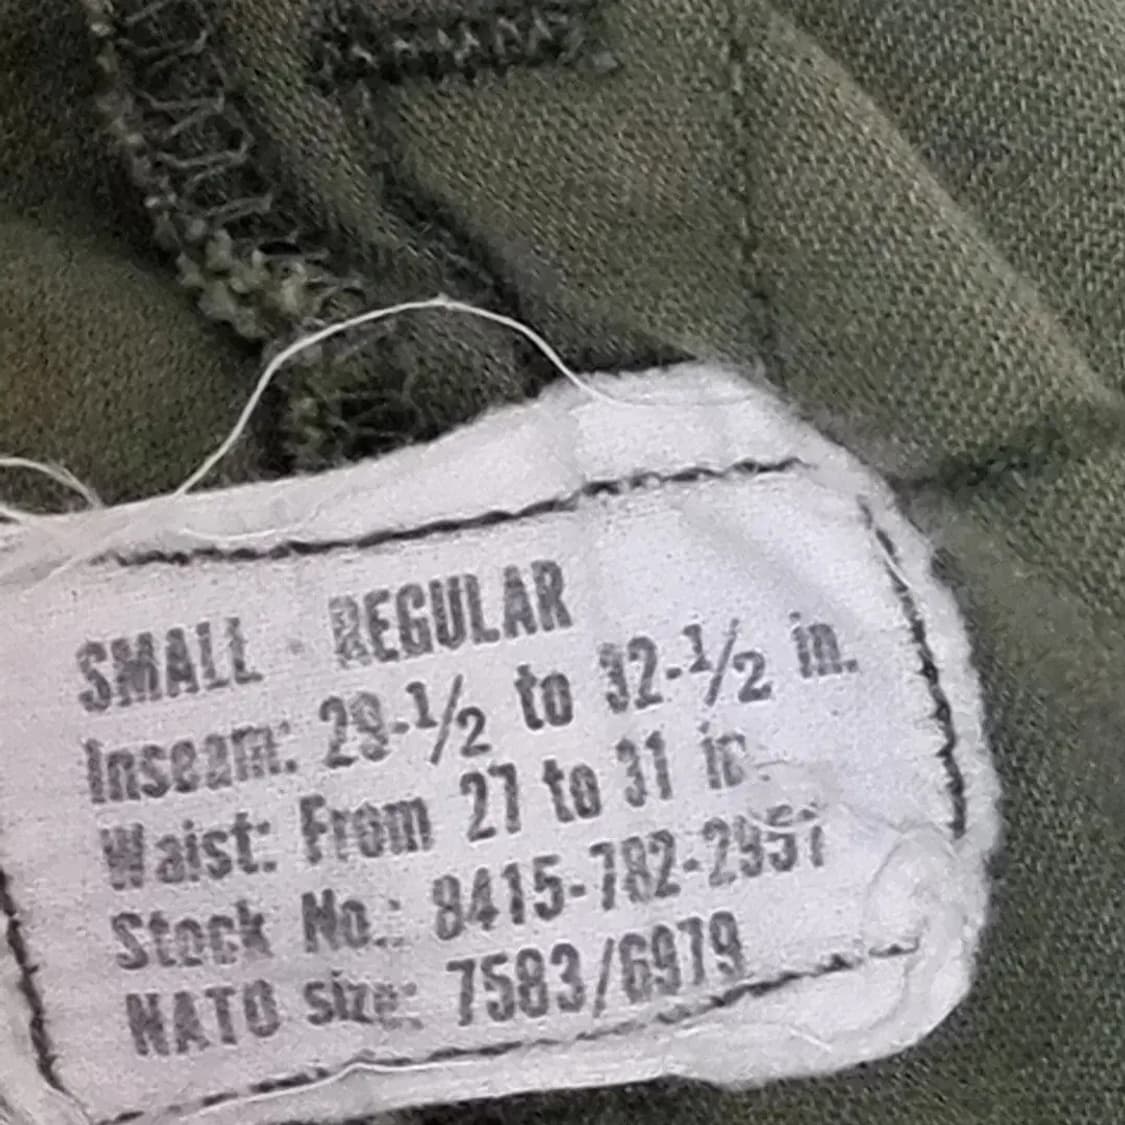 SMALL - REGULAR
Inseam: 29-1/2 to 32-1/2 in.
Waist: From 27 to 31 in.
Stock No.: 8415-782-2957
NATO size: 7583/6979